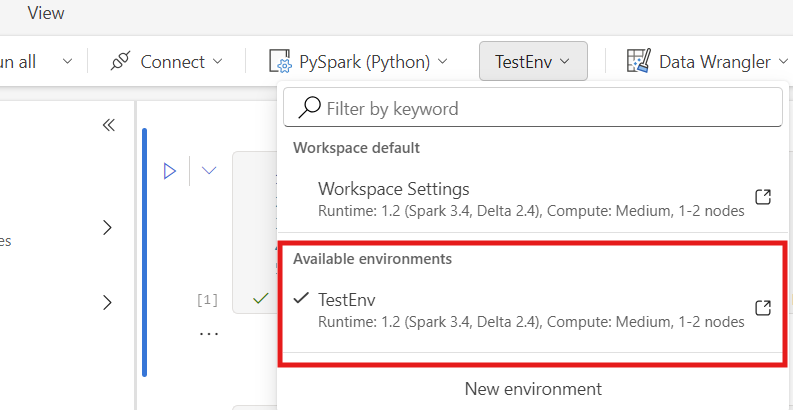 View
un all
Connect
PySpark (Python)
TestEnv
Data Wrangler
Filter by keyword
Workspace default
Workspace Settings
Runtime: 1.2 (Spark 3.4, Delta 2.4), Compute: Medium, 1-2 nodes
Available environments
TestEnv
Runtime: 1.2 (Spark 3.4, Delta 2.4), Compute: Medium, 1-2 nodes
New environment
es
[1]
...